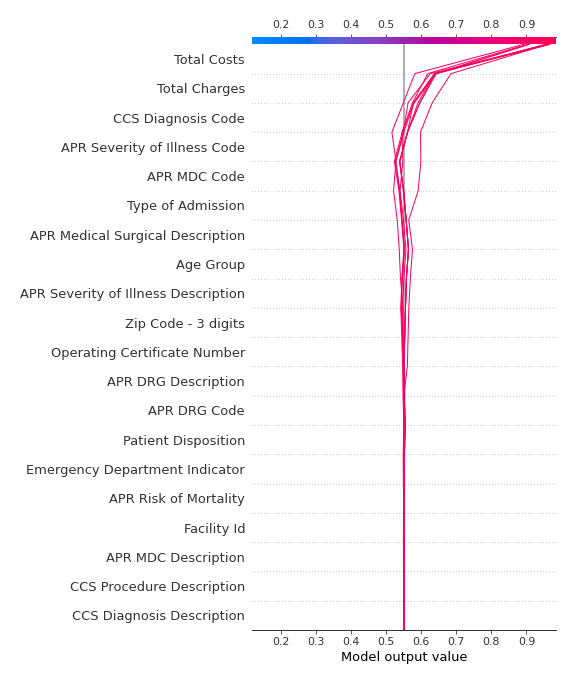 0.2 0.3 0.4 0.5 0.6 0.7 0.8 0.9
Total Costs
Total Charges
CCS Diagnosis Code
APR Severity of Illness Code
APR MDC Code
Type of Admission
APR Medical Surgical Description
Age Group
APR Severity of Illness Description
Zip Code - 3 digits
Operating Certificate Number
APR DRG Description
APR DRG Code
Patient Disposition
Emergency Department Indicator
APR Risk of Mortality
Facility Id
APR MDC Description
CCS Procedure Description
CCS Diagnosis Description
0.2 0.3 0.4 0.5 0.6 0.7 0.8 0.9
Model output value